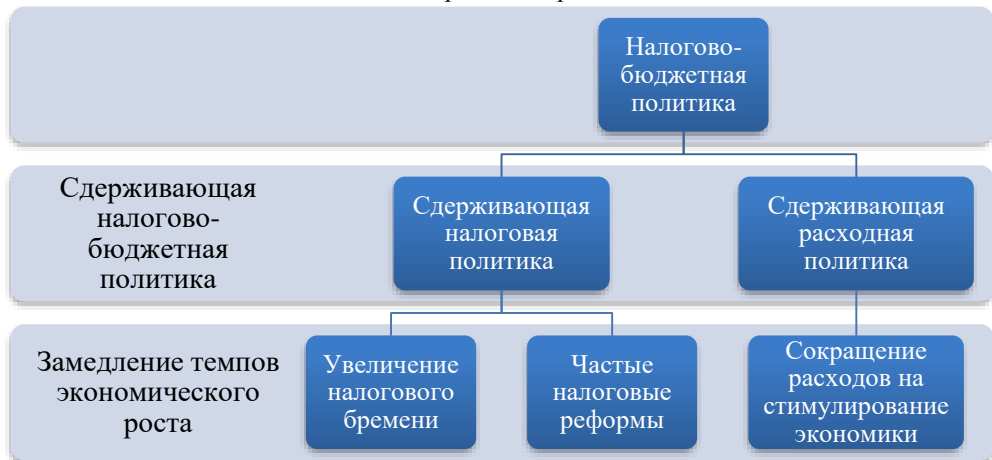 Налогово-
бюджетная
политика
Сдерживающая
налогово-
бюджетная
политика
Сдерживающая
налоговая
политика
Сдерживающая
расходная
политика
Замедление темпов
экономического
роста
Увеличение
налогового
бремени
Частые
налоговые
реформы
Сокращение
расходов на
стимулирование
экономики